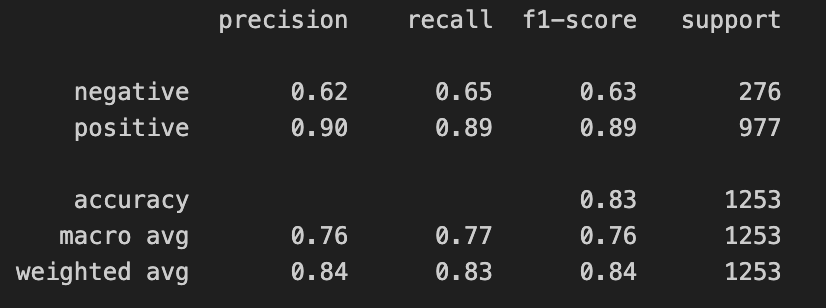 precision recall f1-score support
negative 0.62 0.65 0.63 276
positive 0.90 0.89 0.89 977
accuracy 0.83 1253
macro avg 0.76 0.77 0.76 1253
weighted avg 0.84 0.83 0.84 1253